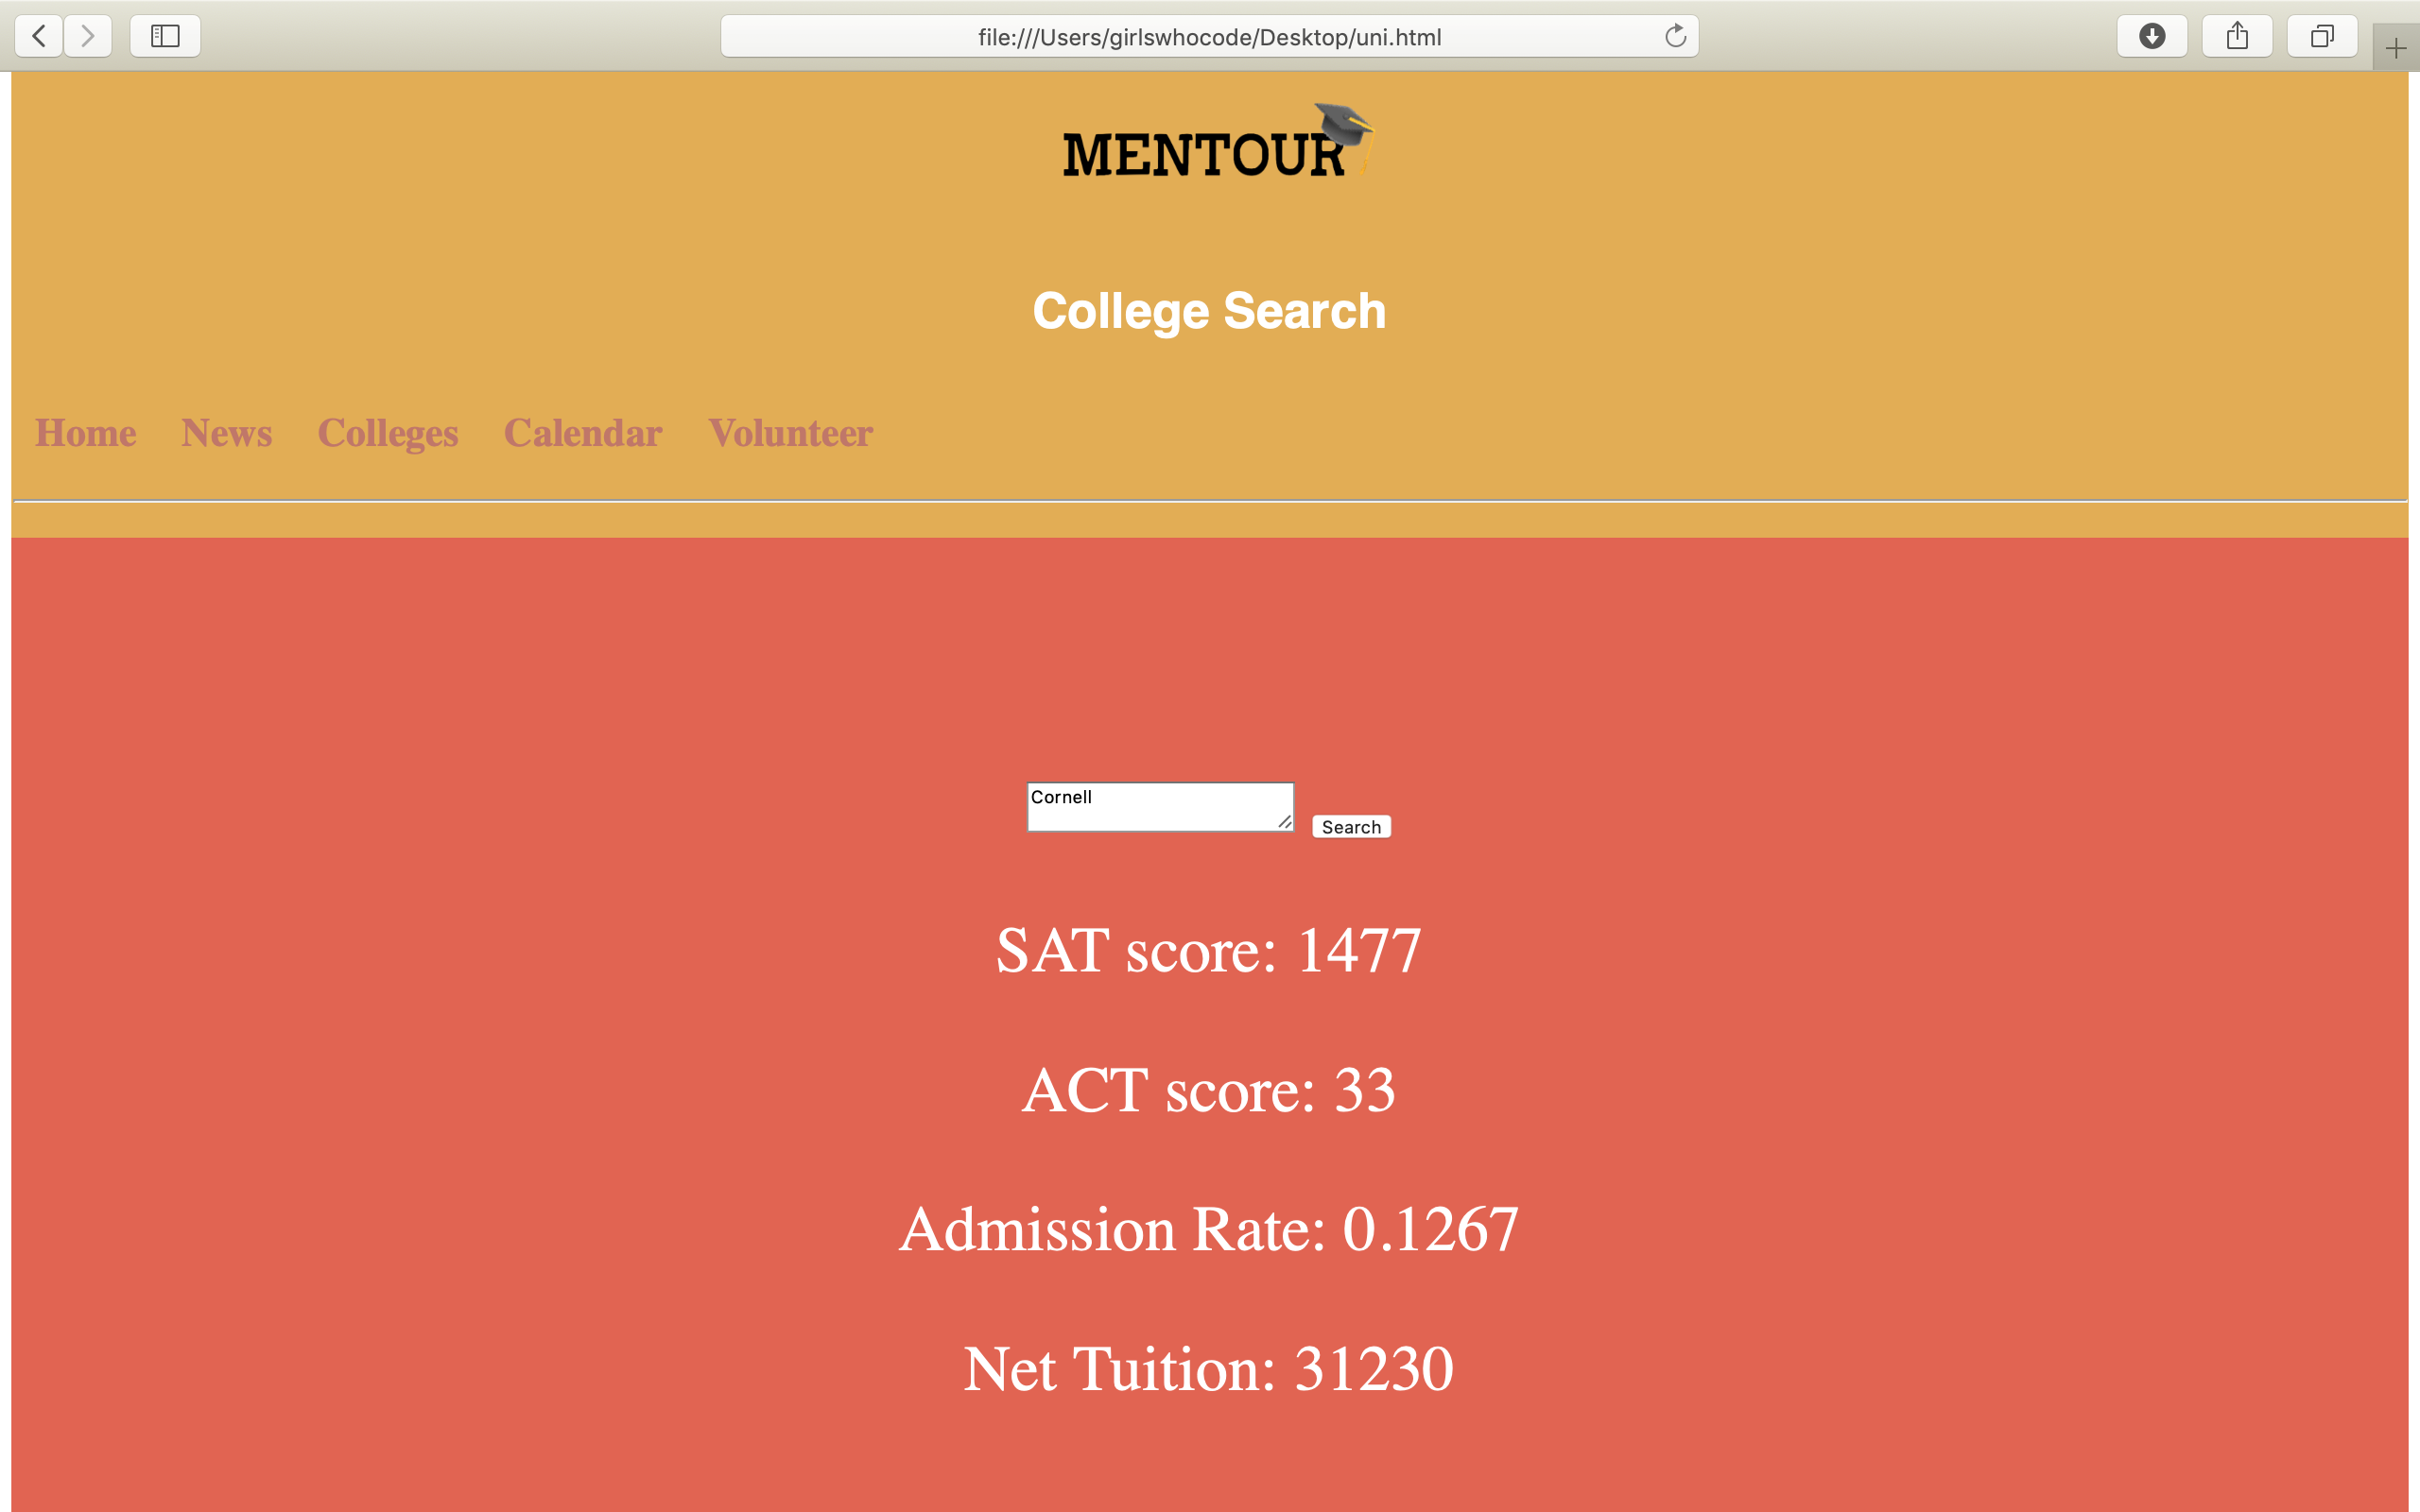 file:///Users/girlswhocode/Desktop/uni.html
MENTOUR
College Search
Home News Colleges Calendar Volunteer
Cornell
Search
SAT score: 1477
ACT score: 33
Admission Rate: 0.1267
Net Tuition: 31230